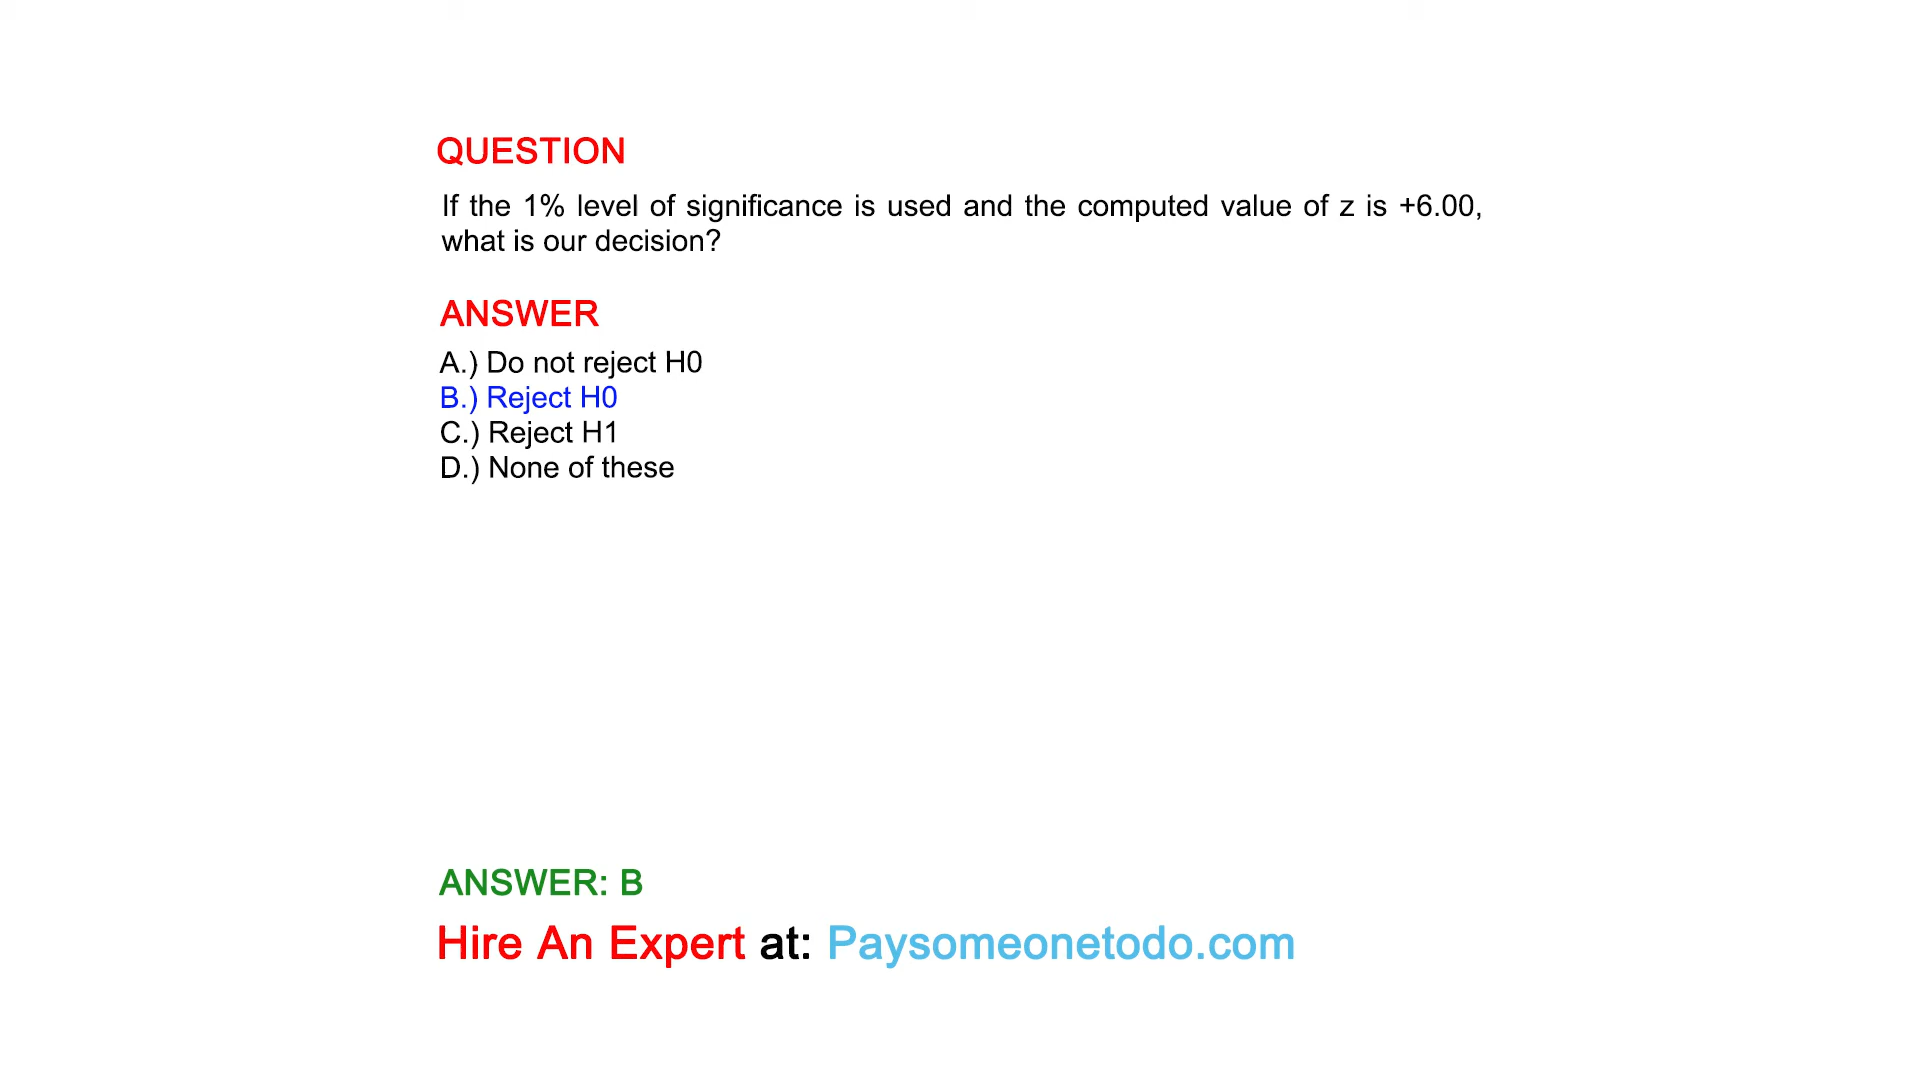 QUESTION
If the 1% level of significance is used and the computed value of z is +6.00,
what is our decision?
ANSWER
A.) Do not reject H0
B.) Reject H0
C.) Reject H1
D.) None of these
ANSWER: B
Hire An Expert at: Paysomeonetodo.com